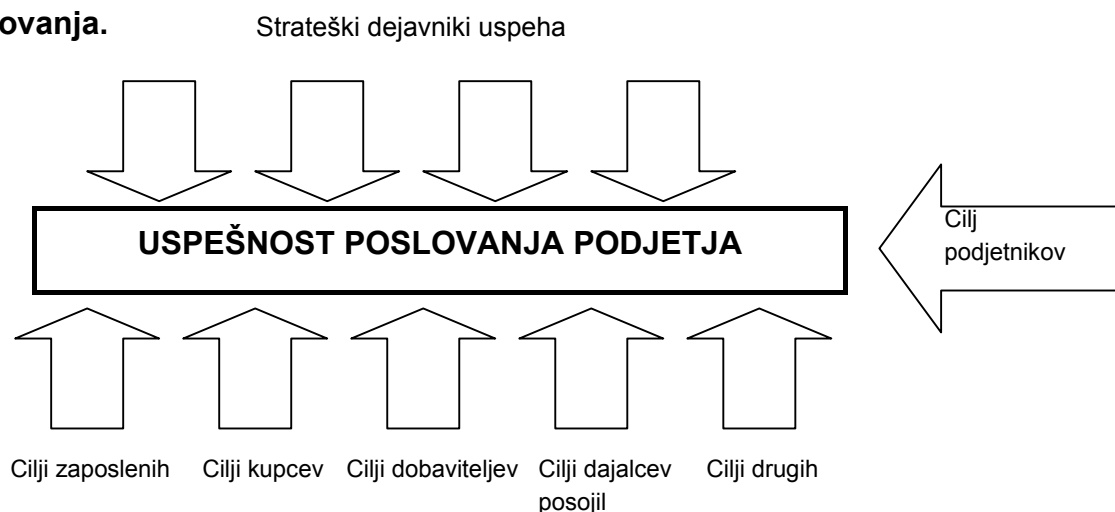 ovanja.
Strateški dejavniki uspeha
USPEŠNOST POSLOVANJA PODJETJA
Cilj
podjetnikov
Cilji zaposlenih
Cilji kupcev
Cilji dobaviteljev
Cilji dajalcev
posojil
Cilji drugih